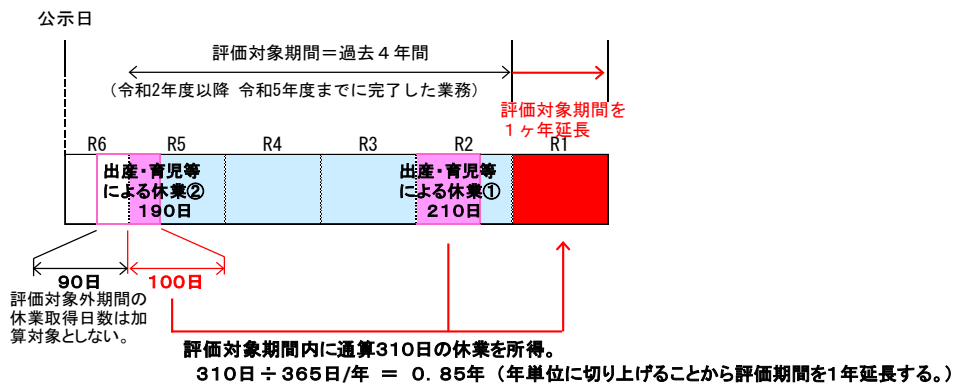 公示日
評価対象期間＝過去４年間
（令和2年度以降 令和5年度までに完了した業務）
評価対象期間を
１ヶ年延長
R6 R5 R4 R3 R2 R1
出産・育児等
による休業②
190日
出産・育児等
による休業①
210日
90日
100日
評価対象外期間の
休業取得日数は加
算対象としない。
評価対象期間内に通算310日の休業を所得。
310日÷365日/年 ＝ 0．85年（年単位に切り上げることから評価期間を1年延長する。）